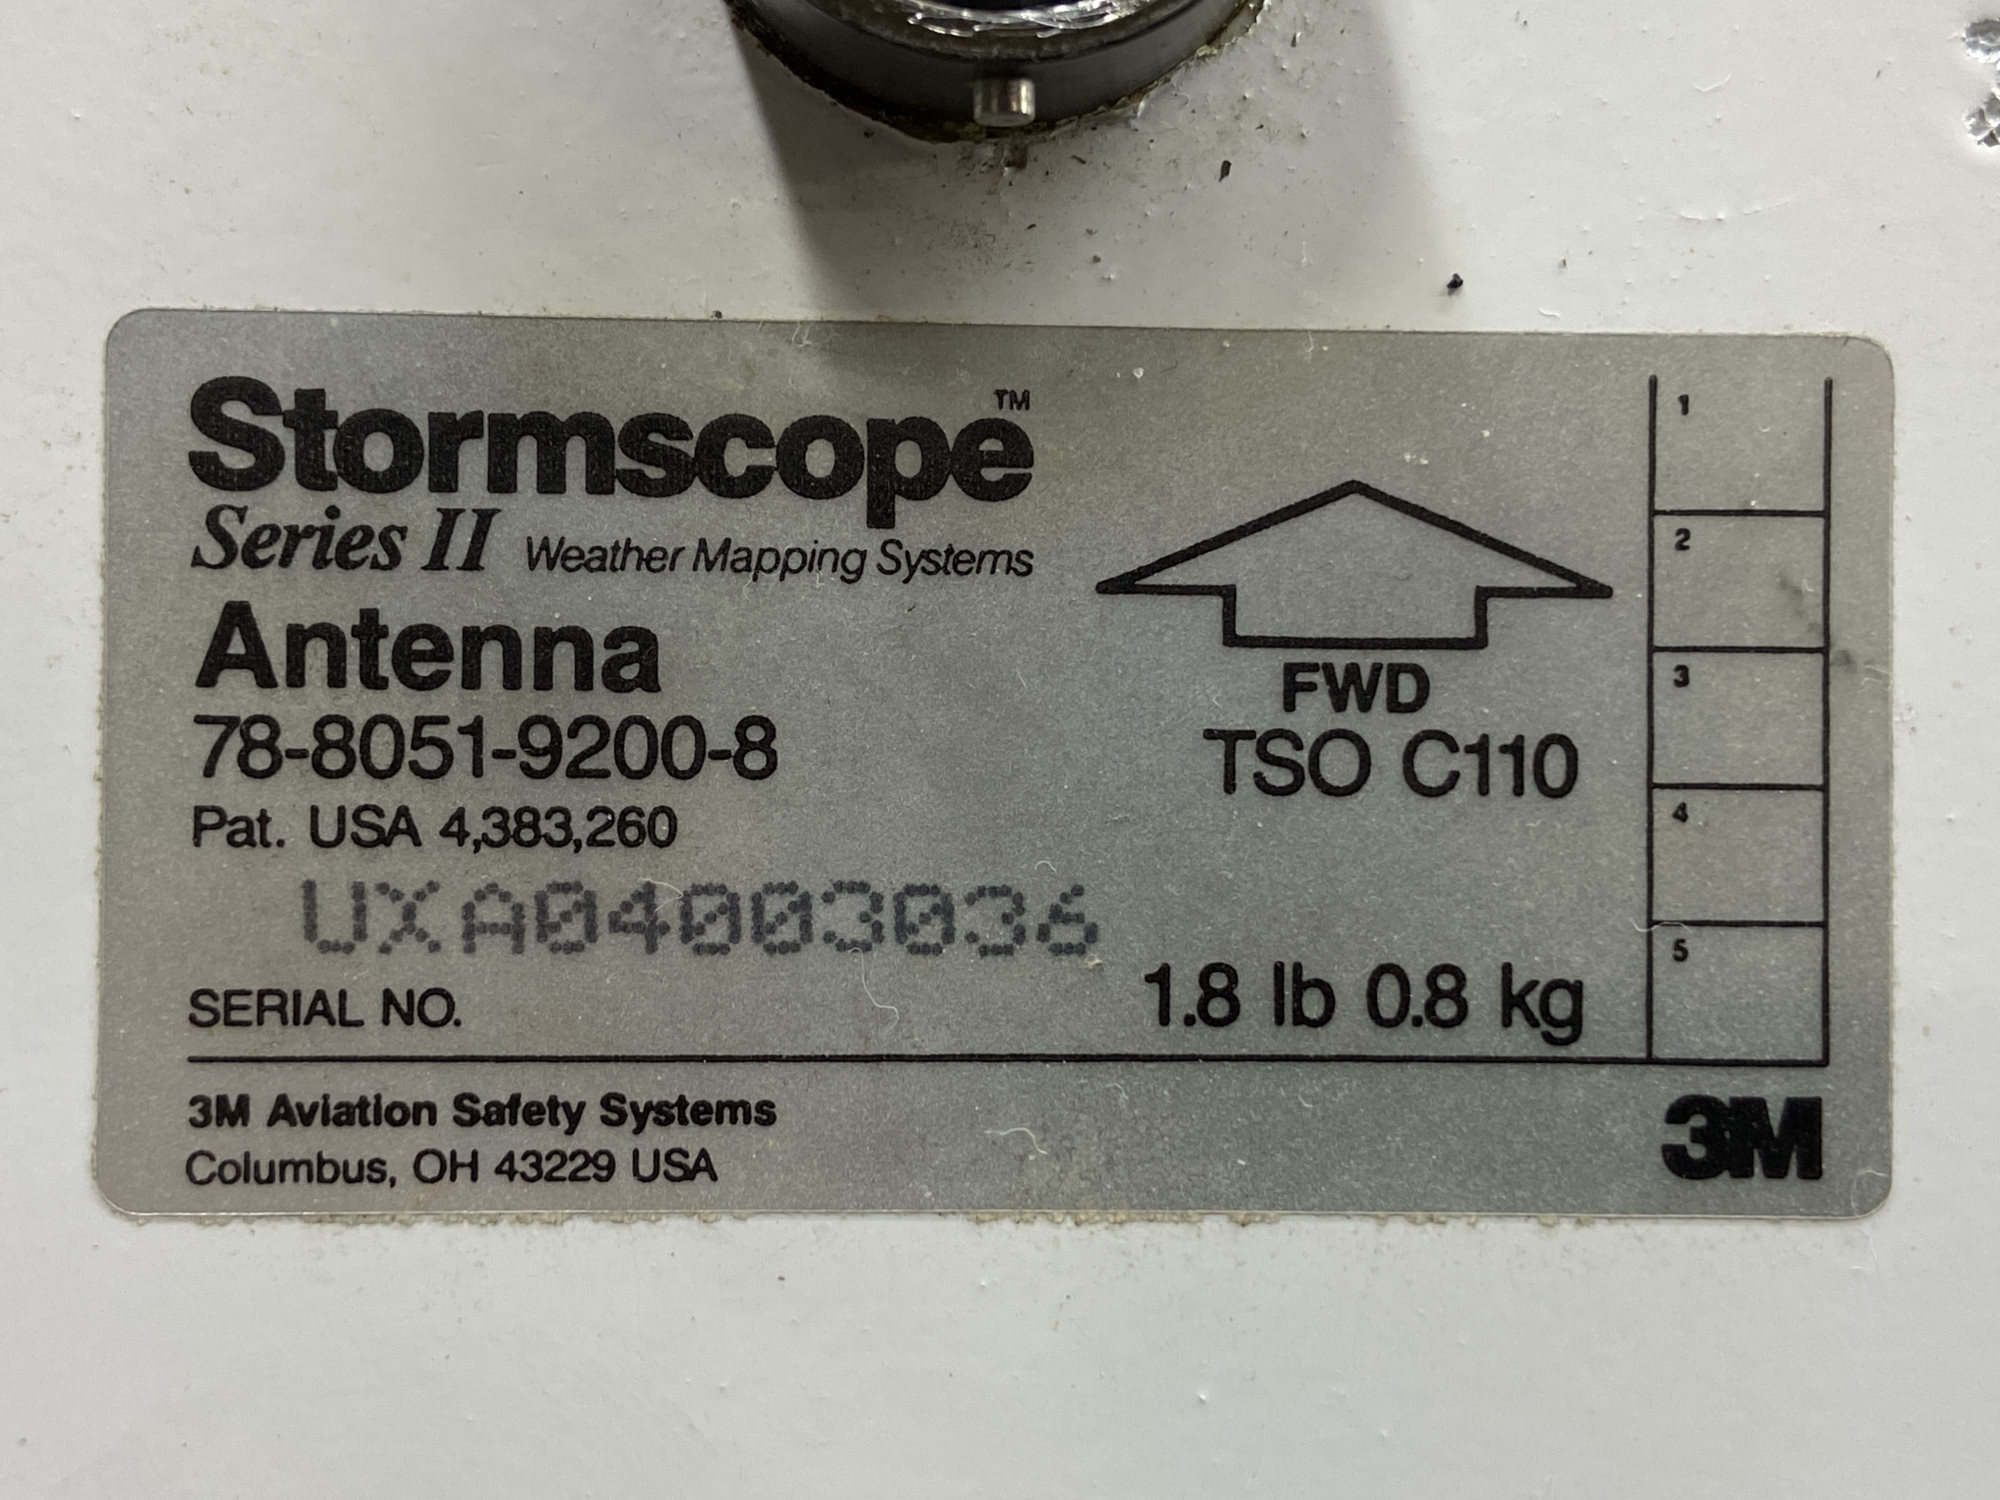 Stormscope™
Series II Weather Mapping Systems
Antenna
78-8051-9200-8
Pat. USA 4,383,260
UXA04003036
SERIAL NO.
FWD
TSO C110
1.8 lb 0.8 kg
1
2
3
4
5
3M Aviation Safety Systems
Columbus, OH 43229 USA
3M